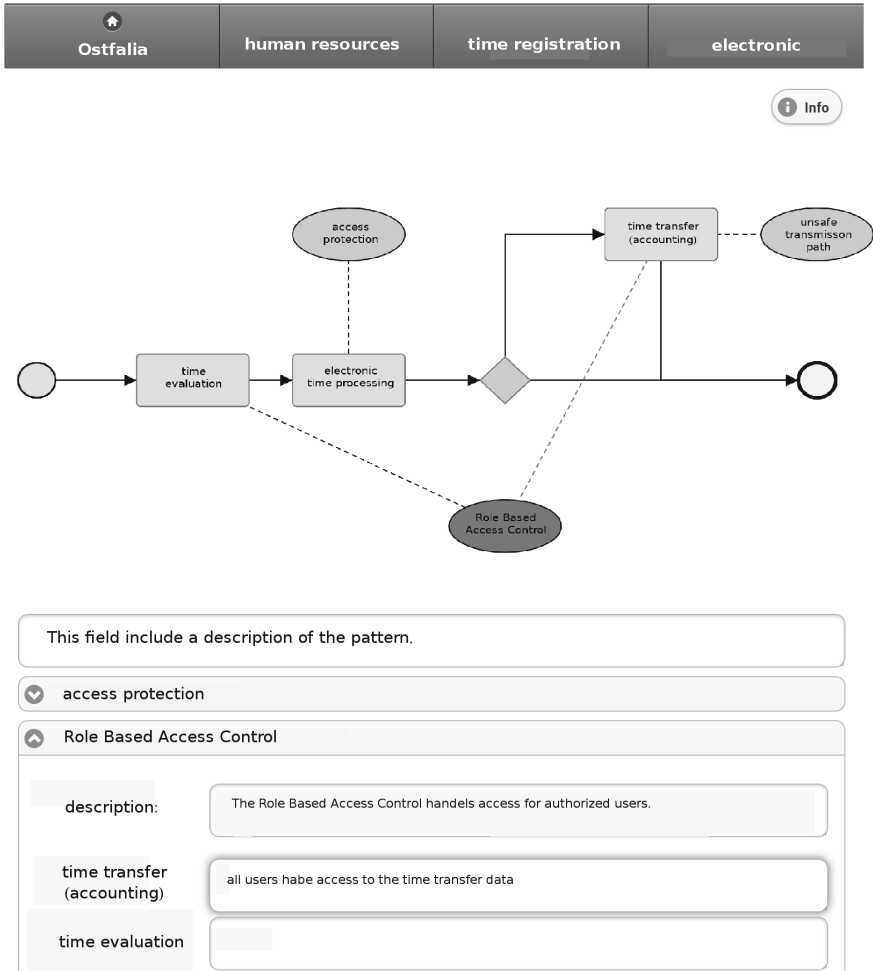 Ostfalia
human resources
time registration
electronic
Info
access
protection
time transfer
(accounting)
unsafe
transmisson
path
time
evaluation
electronic
time processing
Role Based
Access Control
This field include a description of the pattern.
access protection
Role Based Access Control
description:
The Role Based Access Control handels access for authorized users.
time transfer
(accounting)
all users habe access to the time transfer data
time evaluation